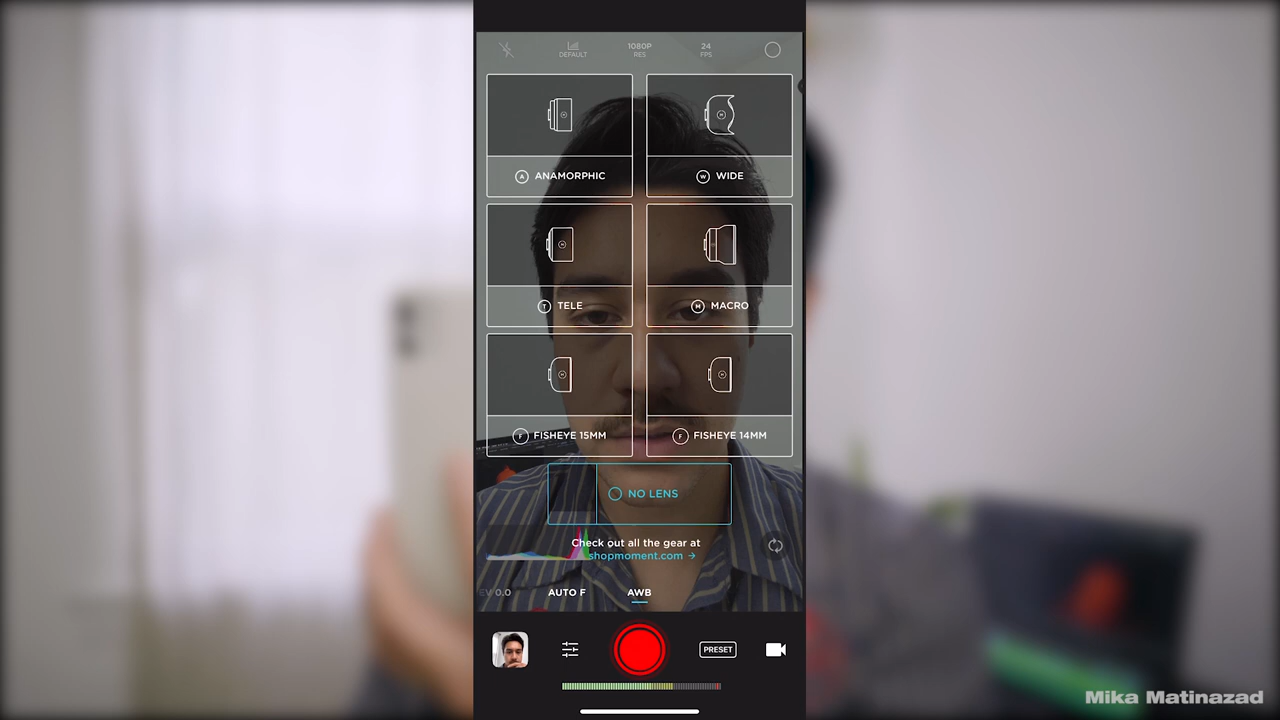 DEFAULT
1080P
RES
24
FPS
A ANAMORPHIC
W WIDE
T TELE
M MACRO
F FISHEYE 15MM
F FISHEYE 14MM
NO LENS
Check out all the gear at
shopmoment.com →
EV 0.0
AUTO F
AWB
PRESET
Mika Matinazad